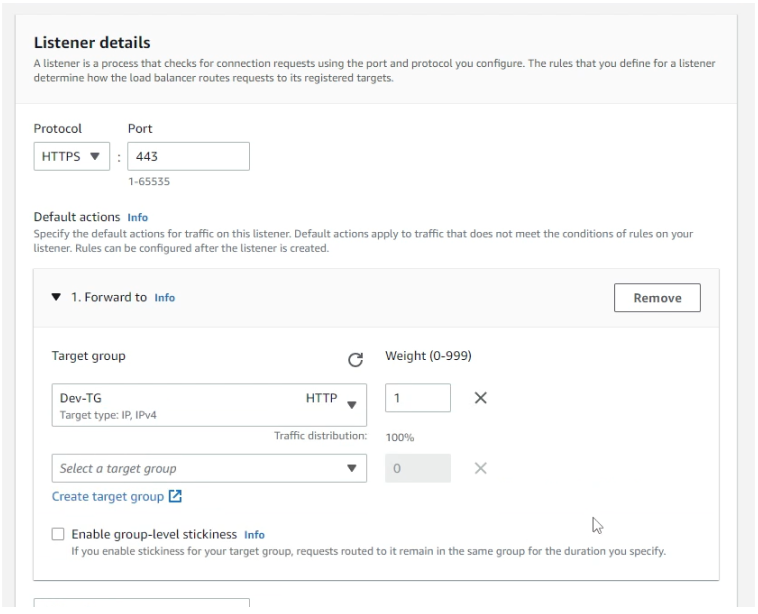 Listener details
A listener is a process that checks for connection requests using the port and protocol you configure. The rules that you define for a listener
determine how the load balancer routes requests to its registered targets.
Protocol Port
HTTPS : 443
1-65535
Default actions Info
Specify the default actions for traffic on this listener. Default actions apply to traffic that does not meet the conditions of rules on your
listener. Rules can be configured after the listener is created.
1. Forward to Info Remove
Target group Weight (0-999)
Dev-TG HTTP 1
Target type: IP, IPv4
Traffic distribution: 100%
Select a target group 0
Create target group
Enable group-level stickiness Info
If you enable stickiness for your target group, requests routed to it remain in the same group for the duration you specify.